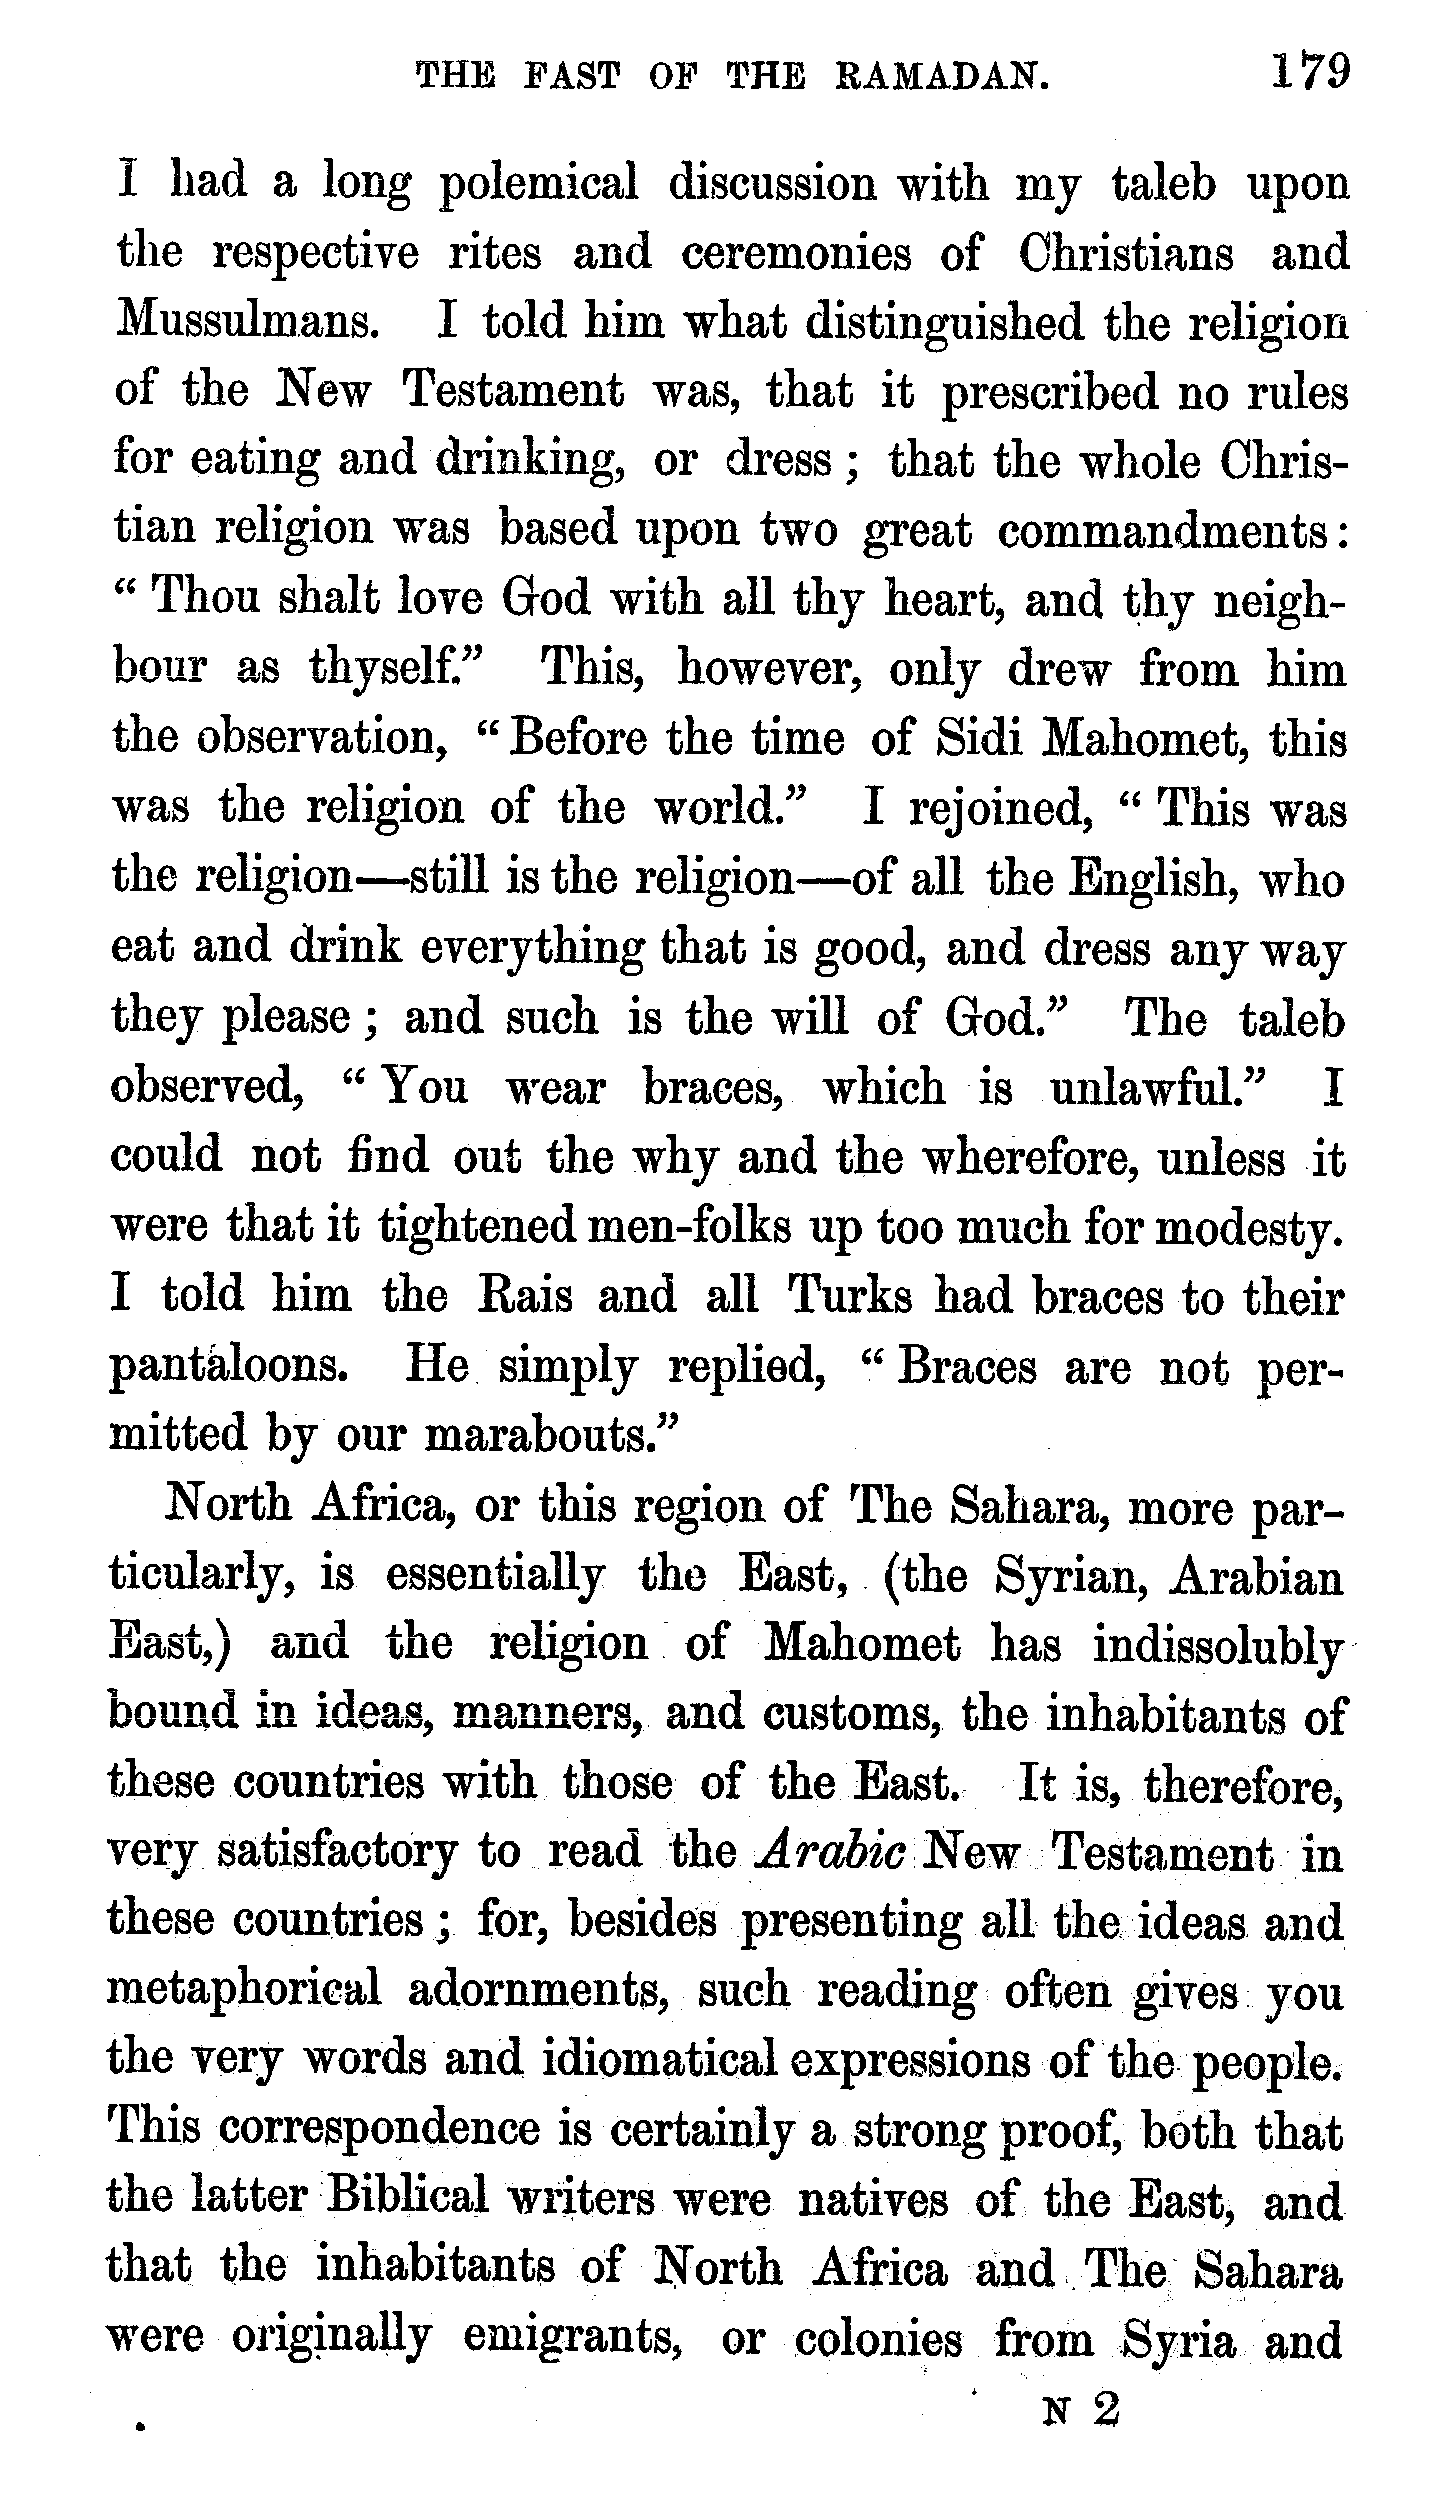 THE FAST OF THE RAMADAN. 179
I had a long polemical discussion with my taleb upon
the respective rites and ceremonies of Christians and
Mussulmans. I told him what distinguished the religion
of the New Testament was, that it prescribed no rules
for eating and drinking, or dress; that the whole Chris-
tian religion was based upon two great commandments:
“Thou shalt love God with all thy heart, and thy neigh-
bour as thyself.” This, however, only drew from him
the observation, “Before the time of Sidi Mahomet, this
was the religion of the world.” I rejoined, “This was
the religion—still is the religion—of all the English, who
eat and drink everything that is good, and dress any way
they please; and such is the will of God.” The taleb
observed, “You wear braces, which is unlawful.” I
could not find out the why and the wherefore, unless it
were that it tightened men-folks up too much for modesty.
I told him the Rais and all Turks had braces to their
pantaloons. He simply replied, “Braces are not per-
mitted by our marabouts.”
North Africa, or this region of The Sahara, more par-
ticularly, is essentially the East, (the Syrian, Arabian
East,) and the religion of Mahomet has indissolubly
bound in ideas, manners, and customs, the inhabitants of
these countries with those of the East. It is, therefore,
very satisfactory to read the Arabic New Testament in
these countries; for, besides presenting all the ideas and
metaphorical adornments, such reading often gives you
the very words and idiomatical expressions of the people.
This correspondence is certainly a strong proof, both that
the latter Biblical writers were natives of the East, and
that the inhabitants of North Africa and The Sahara
were originally emigrants, or colonies from Syria and
N 2